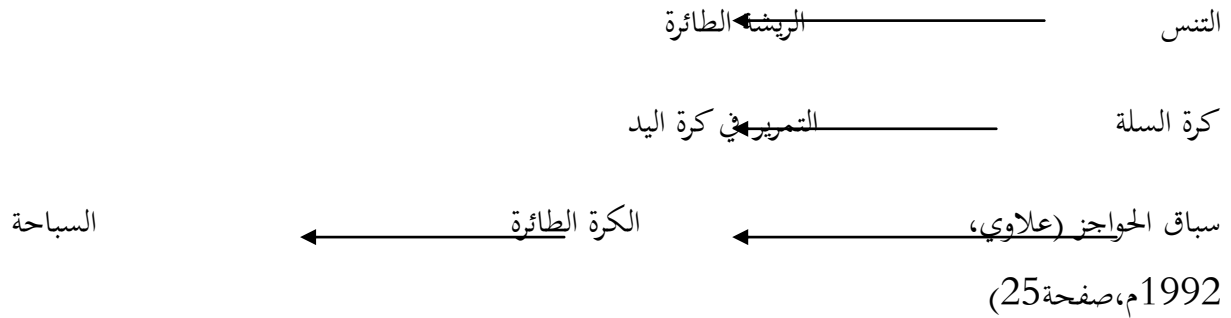 التنس الريشة الطائرة
كرة السلة التمرير في كرة اليد
سباق الحواجز (علاوي، الكرة الطائرة السباحة
1992م،صفحة25)